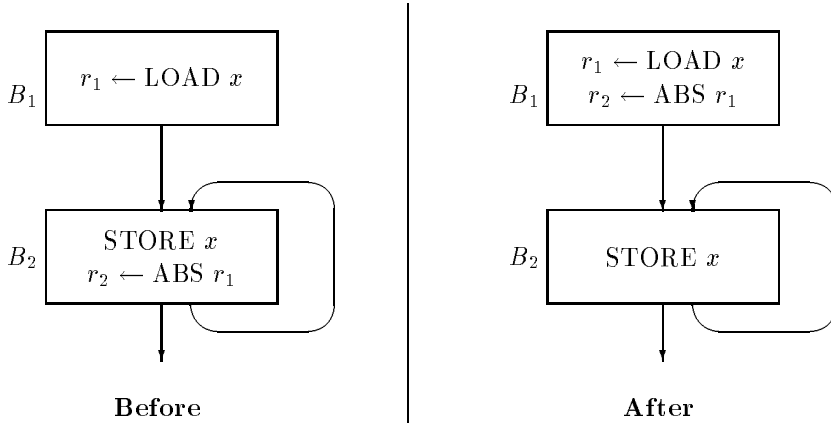 B₁
r₁ ← LOAD x
B₂
STORE x
r₂ ← ABS r₁
Before
B₁
r₁ ← LOAD x
r₂ ← ABS r₁
B₂
STORE x
After